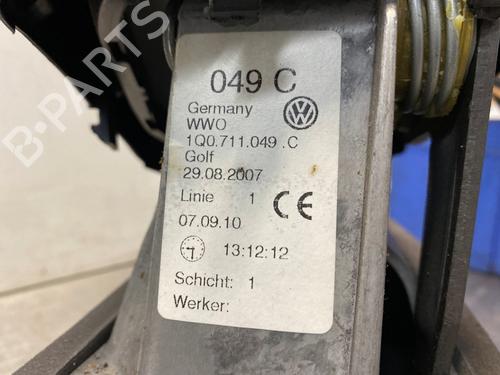 B-PARTS
049 C
Germany
WWO
1Q0.711.049 .C
Golf
29.08.2007
Linie 1
CE
07.09.10
13:12:12
Schicht: 1
Werker: